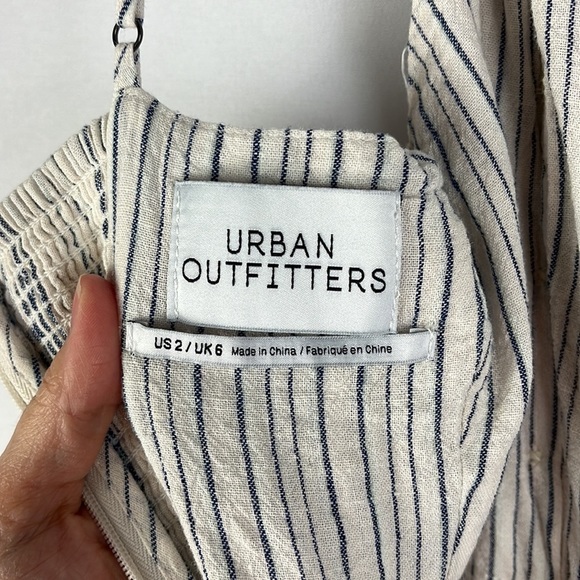 URBAN
OUTFITTERS
US 2 / UK 6 Made in China / Fabriqué en Chine